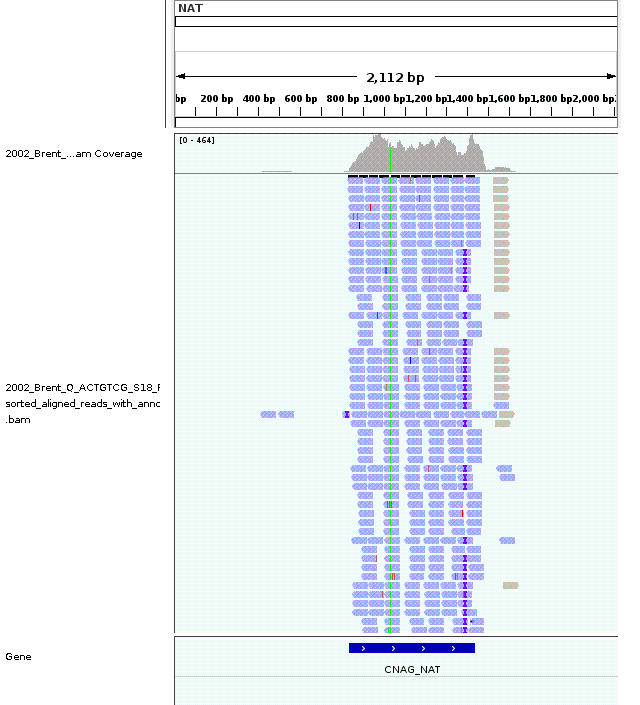 NAT
2,112 bp
bp 200 bp 400 bp 600 bp 800 bp 1,000 bp 1,200 bp 1,400 bp 1,600 bp 1,800 bp 2,000 bp
[0 - 464]
2002_Brent_...am Coverage
2002_Brent_Q_ACTGTCG_S18_F
sorted_aligned_reads_with_anno
.bam
Gene
CNAG_NAT